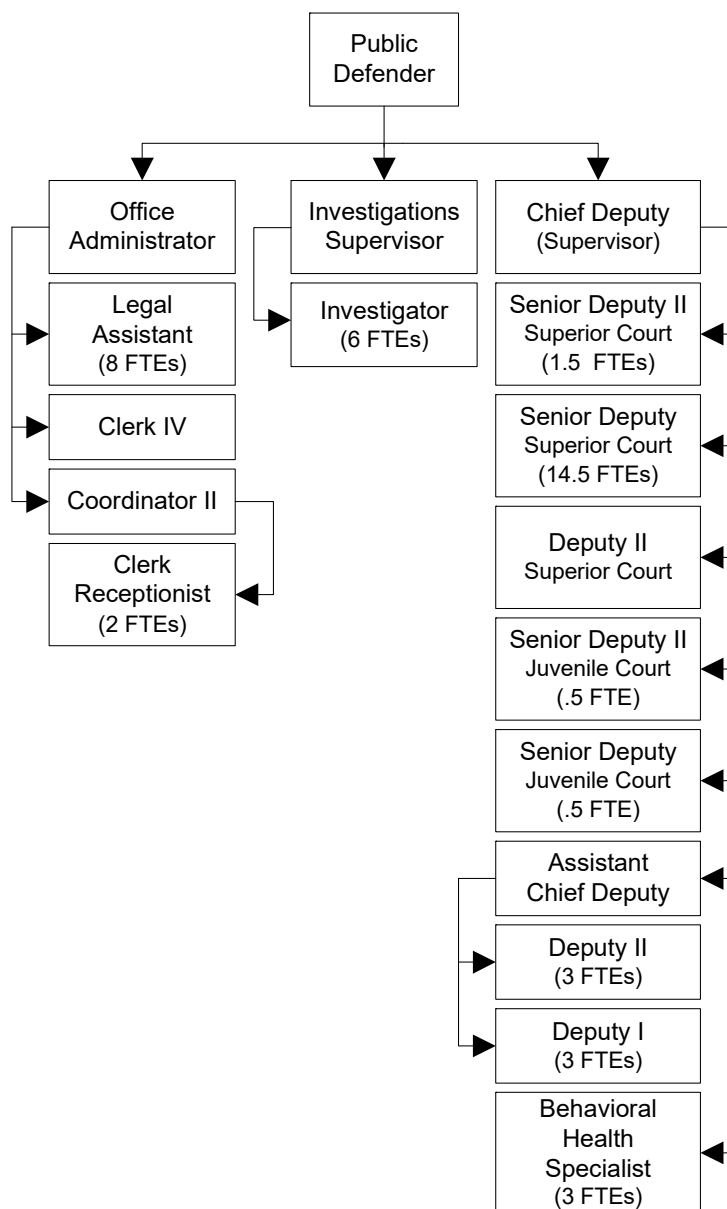 Public
Defender
Office
Administrator
Legal
Assistant
(8 FTEs)
Clerk IV
Coordinator II
Clerk
Receptionist
(2 FTEs)
Investigations
Supervisor
Investigator
(6 FTEs)
Chief Deputy
(Supervisor)
Senior Deputy II
Superior Court
(1.5 FTEs)
Senior Deputy
Superior Court
(14.5 FTEs)
Deputy II
Superior Court
Senior Deputy II
Juvenile Court
(.5 FTE)
Senior Deputy
Juvenile Court
(.5 FTE)
Assistant
Chief Deputy
Deputy II
(3 FTEs)
Deputy I
(3 FTEs)
Behavioral
Health
Specialist
(3 FTEs)